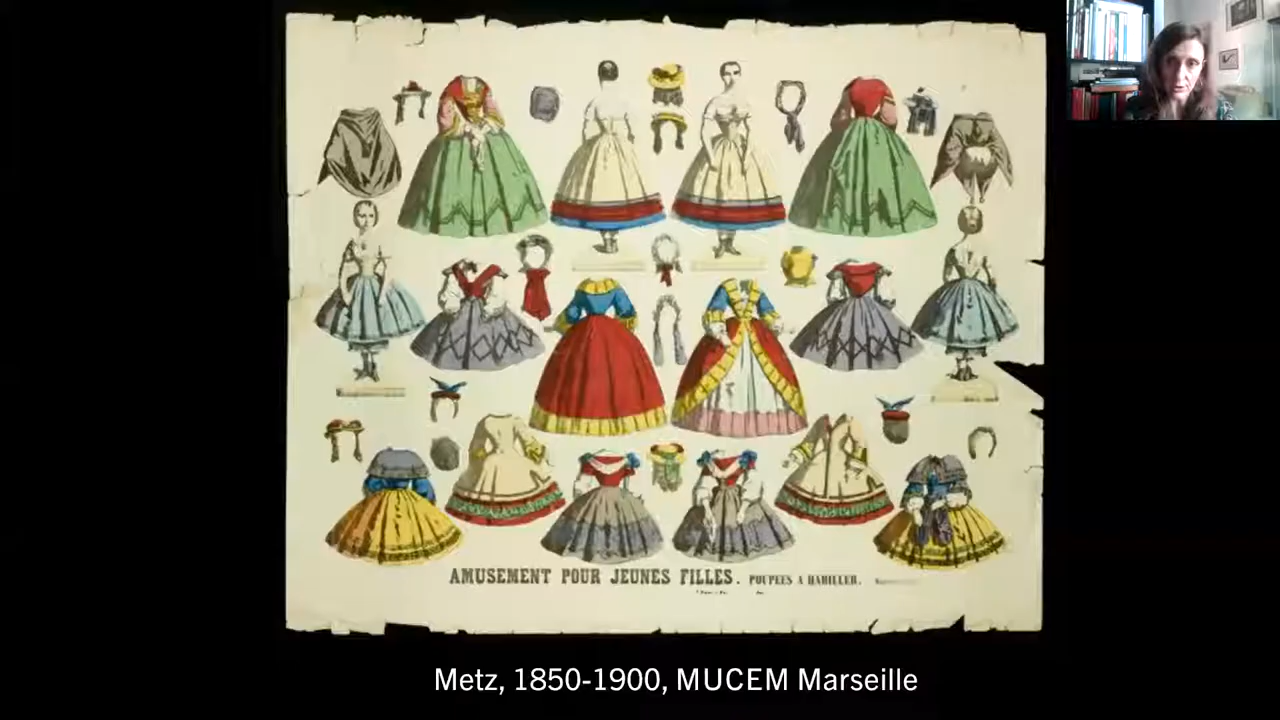 AMUSEMENT POUR JEUNES FILLES. POUPÉES A HABILLER.
Metz, 1850-1900, MUCEM Marseille